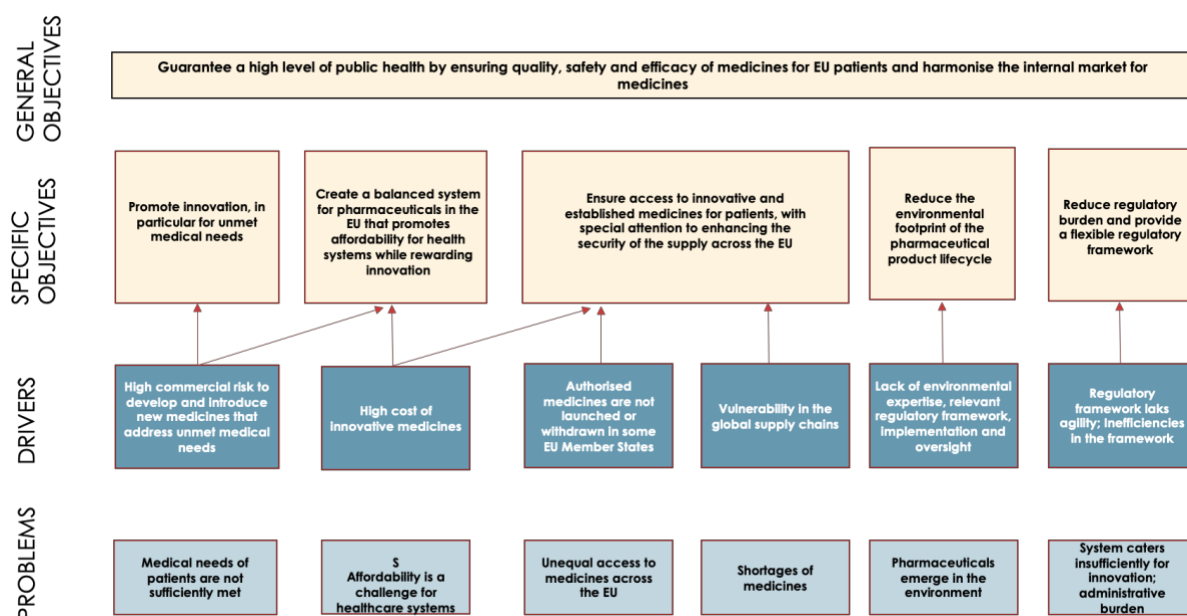 GENERAL
OBJECTIVES
Guarantee a high level of public health by ensuring quality, safety and efficacy of medicines for EU patients and harmonise the internal market for
medicines
SPECIFIC
OBJECTIVES
Promote innovation, in
particular for unmet
medical needs
Create a balanced system
for pharmaceuticals in the
EU that promotes
affordability for health
systems while rewarding
innovation
Ensure access to innovative and
established medicines for patients, with
special attention to enhancing the
security of the supply across the EU
Reduce the
environmental
footprint of the
pharmaceutical
product lifecycle
Reduce regulatory
burden and provide
a flexible regulatory
framework
DRIVERS
High commercial risk to
develop and introduce
new medicines that
address unmet medical
needs
High cost of
innovative medicines
Authorised
medicines are not
launched or
withdrawn in some
EU Member States
Vulnerability in the
global supply chains
Lack of environmental
expertise, relevant
regulatory framework,
implementation and
oversight
Regulatory
framework laks
agility; Inefficiencies
in the framework
PROBLEMS
Medical needs of
patients are not
sufficiently met
S
Affordability is a
challenge for
healthcare systems
Unequal access to
medicines across
the EU
Shortages of
medicines
Pharmaceuticals
emerge in the
environment
System caters
insufficiently for
innovation;
administrative
burden